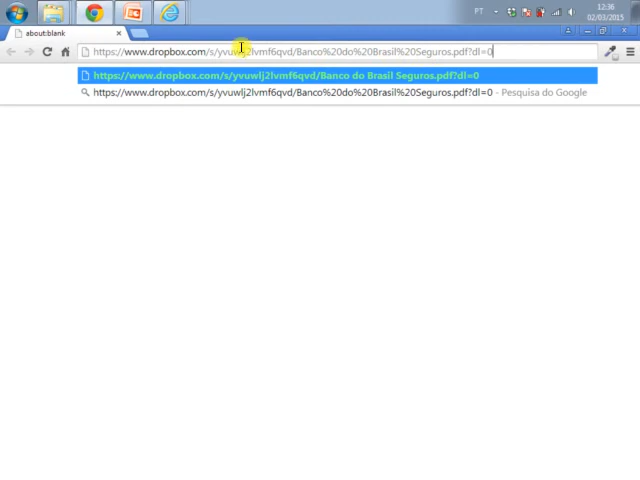 12:36
PT
02/03/2015
about:blank
https://www.dropbox.com/s/yvuwlj2lvmf6qvd/Banco%20do%20Brasil%20Seguros.pdf?dl=0
https://www.dropbox.com/s/yvuwlj2lvmf6qvd/Banco do Brasil Seguros.pdf?dl=0
https://www.dropbox.com/s/yvuwlj2lvmf6qvd/Banco%20do%20Brasil%20Seguros.pdf?dl=0 - Pesquisa do Google